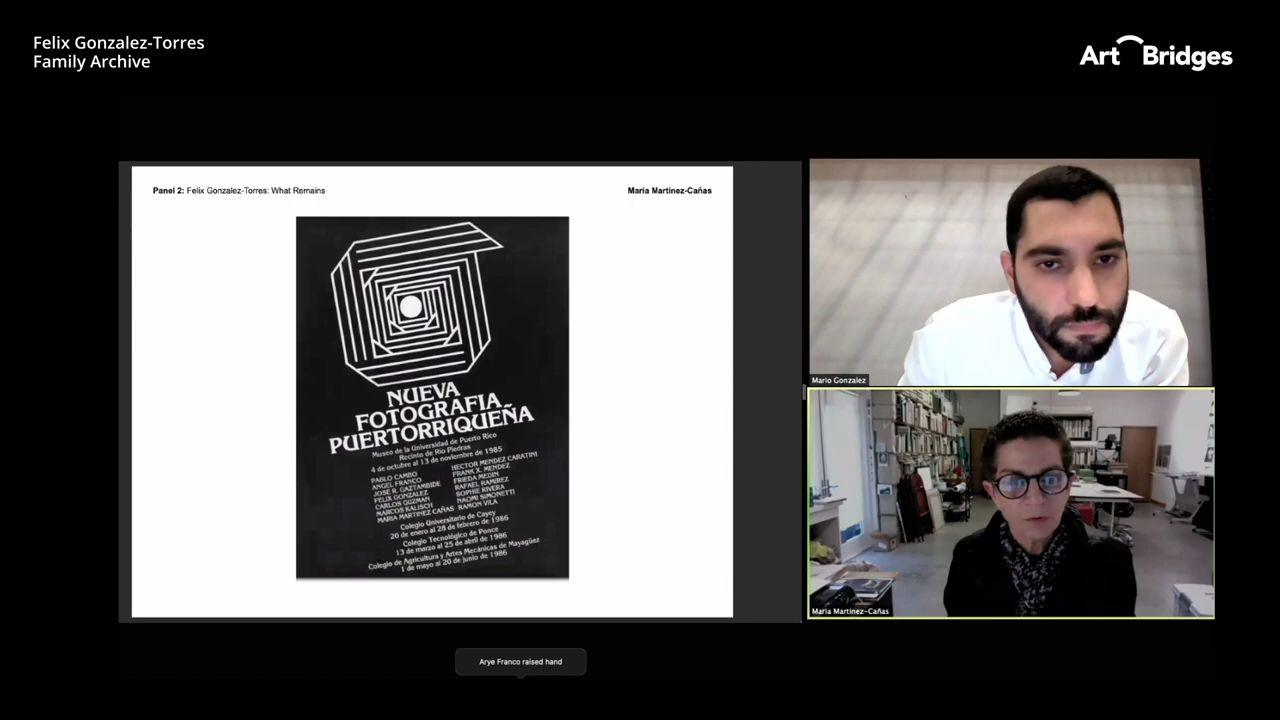 Felix Gonzalez-Torres
Family Archive
Art Bridges
Panel 2: Felix Gonzalez-Torres: What Remains
Maria Martinez-Cañas
NUEVA
FOTOGRAFIA
PUERTORRIQUEÑA
Museo de la Universidad de Puerto Rico
Recinto de Rio Piedras
4 de octubre al 13 de noviembre de 1985
PABLO CAMBO
ANGEL FRANCO
JOSE R. GAZTAMBIDE
FELIX GONZALEZ
CARLOS GUZMAN
MARCOS KALISCH
MARIA MARTINEZ CAÑAS
HECTOR MENDEZ CARATINI
FRANK X. MENDEZ
FRIEDA MEDIN
RAFAEL RAMIREZ
SOPHIE RIVERA
NAOMI SIMONETTI
RAMON VILA
Colegio Universitario de Cayey
20 de enero al 28 de febrero de 1986
Colegio Tecnológico de Ponce
13 de marzo al 25 de abril de 1986
Colegio de Agricultura y Artes Mecánicas de Mayagüez
1 de mayo al 20 de junio de 1986
Mario Gonzalez
Maria Martinez-Cañas
Arye Franco raised hand